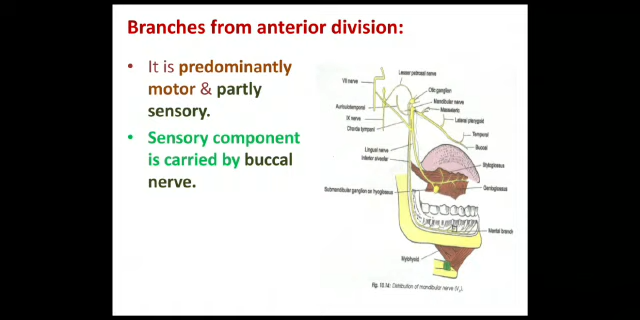 Branches from anterior division:
• It is predominantly
motor & partly
sensory.
• Sensory component
is carried by buccal
nerve.
Lesser petrosal nerve
VII nerve
Otic ganglion
Mandibular nerve
Masseteric
Auriculotemporal
Lateral pterygoid
IX nerve
Chorda tympani
Temporal
Buccal
Lingual nerve
Inferior alveolar
Styloglossus
Submandibular ganglion on hyoglossus
Genioglossus
Mental branch
Mylohyoid
Fig. 10.14: Distribution of mandibular nerve (V₃)